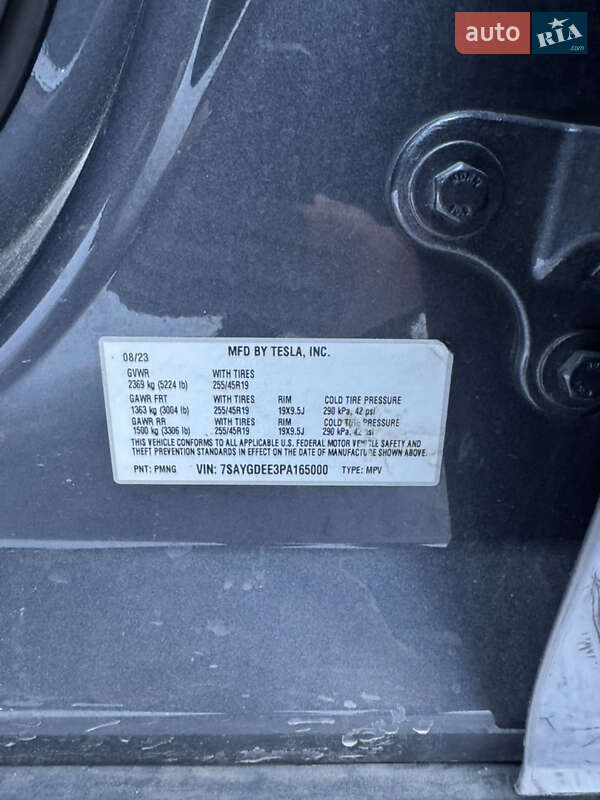 auto RIA.com
08/23 MFD BY TESLA, INC.
GVWR WITH TIRES
2369 kg (5224 lb) 255/45R19
GAWR FRT WITH TIRES RIM COLD TIRE PRESSURE
1363 kg (3004 lb) 255/45R19 19X9.5J 290 kPa, 42 psi
GAWR RR WITH TIRES RIM COLD TIRE PRESSURE
1500 kg (3306 lb) 255/45R19 19X9.5J 290 kPa, 42 psi
THIS VEHICLE CONFORMS TO ALL APPLICABLE U.S. FEDERAL MOTOR VEHICLE SAFETY AND
THEFT PREVENTION STANDARDS IN EFFECT ON THE DATE OF MANUFACTURE SHOWN ABOVE.
PNT: PMNG VIN: 7SAYGDEE3PA165000 TYPE: MPV